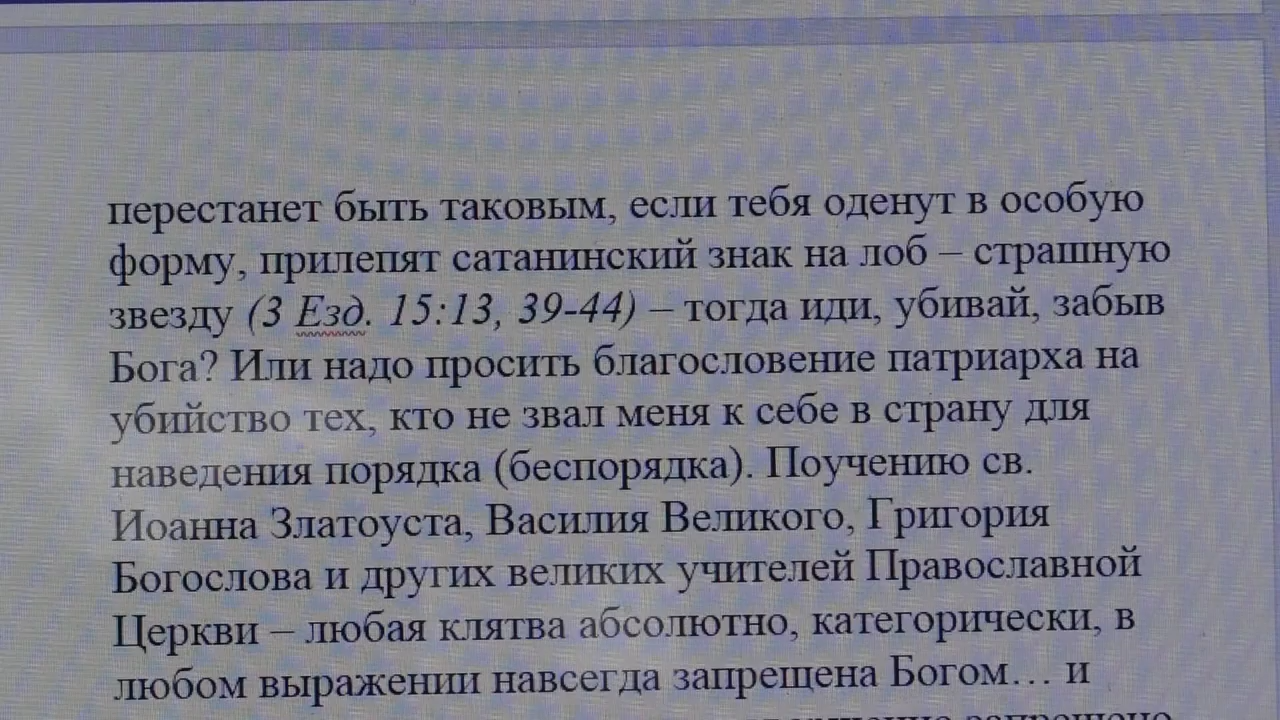 перестанет быть таковым, если тебя оденут в особую
форму, прилепят сатанинский знак на лоб – страшную
звезду (3 Езд. 15:13, 39-44) – тогда иди, убивай, забыв
Бога? Или надо просить благословение патриарха на
убийство тех, кто не звал меня к себе в страну для
наведения порядка (беспорядка). Поучению св.
Иоанна Златоуста, Василия Великого, Григория
Богослова и других великих учителей Православной
Церкви – любая клятва абсолютно, категорически, в
любом выражении навсегда запрещена Богом… и
запрещено